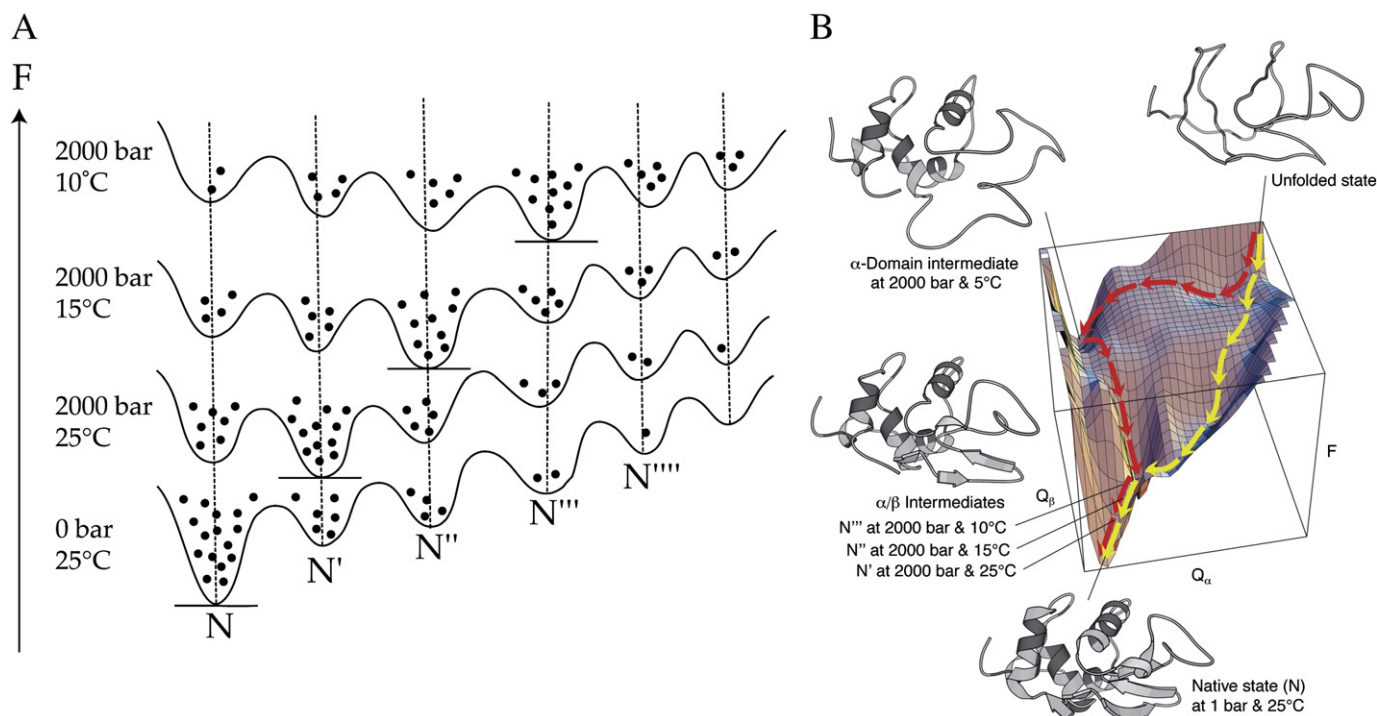 A
F
2000 bar
10°C
2000 bar
15°C
2000 bar
25°C
0 bar
25°C
N
N'
N''
N'''
N''''
B
Unfolded state
α-Domain intermediate
at 2000 bar & 5°C
α/β Intermediates
N''' at 2000 bar & 10°C
N'' at 2000 bar & 15°C
N' at 2000 bar & 25°C
Qβ
F
Qα
Native state (N)
at 1 bar & 25°C